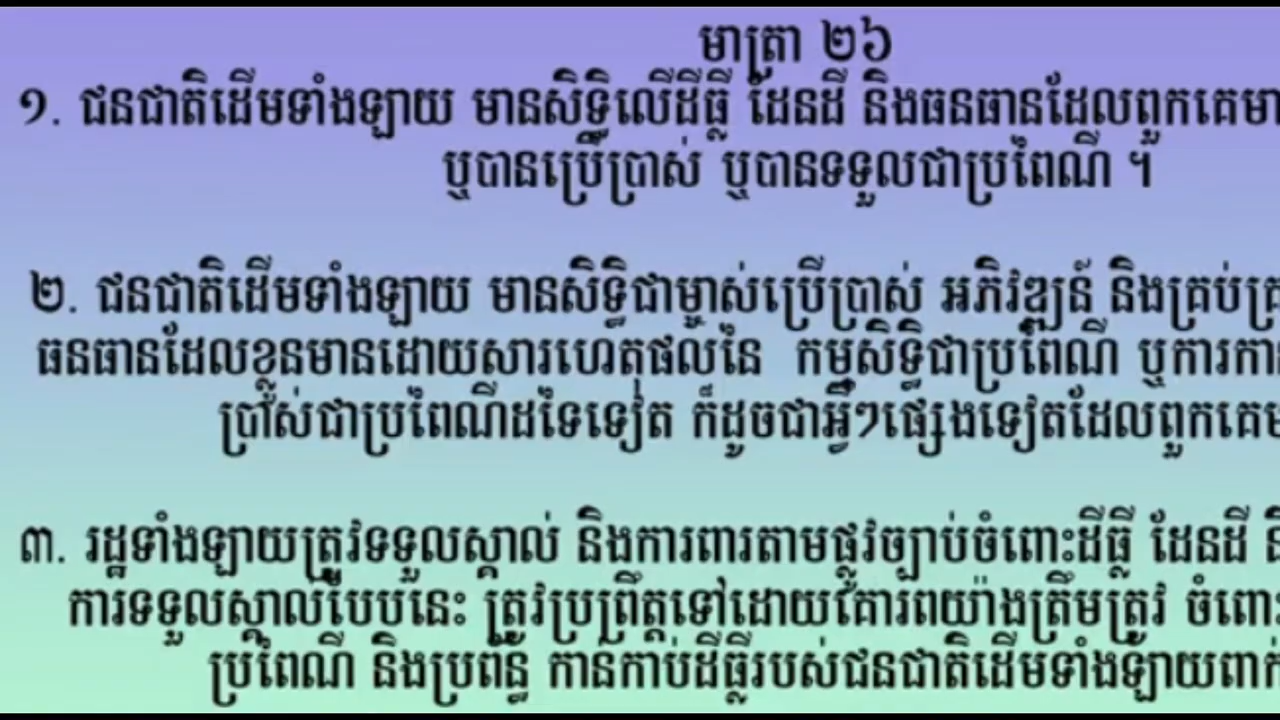 មាត្រា ២៦
១. ជនជាតិដើមទាំងឡាយ មានសិទ្ធិលើដីធ្លី ដែនដី និងធនធានដែលពួកគេមា
ឬបានប្រើប្រាស់ ឬបានទទួលជាប្រពៃណី ។
២. ជនជាតិដើមទាំងឡាយ មានសិទ្ធិជាម្ចាស់ប្រើប្រាស់ អភិវឌ្ឍន៍ និងគ្រប់គ្រ
ធនធានដែលខ្លួនមានដោយសារហេតុផលនៃ កម្មសិទ្ធិជាប្រពៃណី ឬការកា
ប្រាស់ជាប្រពៃណីដទៃទៀត ក៏ដូចជាអ្វីៗផ្សេងទៀតដែលពួកគេម
៣. រដ្ឋទាំងឡាយត្រូវទទួលស្គាល់ និងការពារតាមផ្លូវច្បាប់ចំពោះដីធ្លី ដែនដី និ
ការទទួលស្គាល់បែបនេះ ត្រូវប្រព្រឹត្តទៅដោយគោរពយ៉ាងត្រឹមត្រូវ ចំពោះ
ប្រពៃណី និងប្រព័ន្ធ កាន់កាប់ដីធ្លីរបស់ជនជាតិដើមទាំងឡាយពាក់